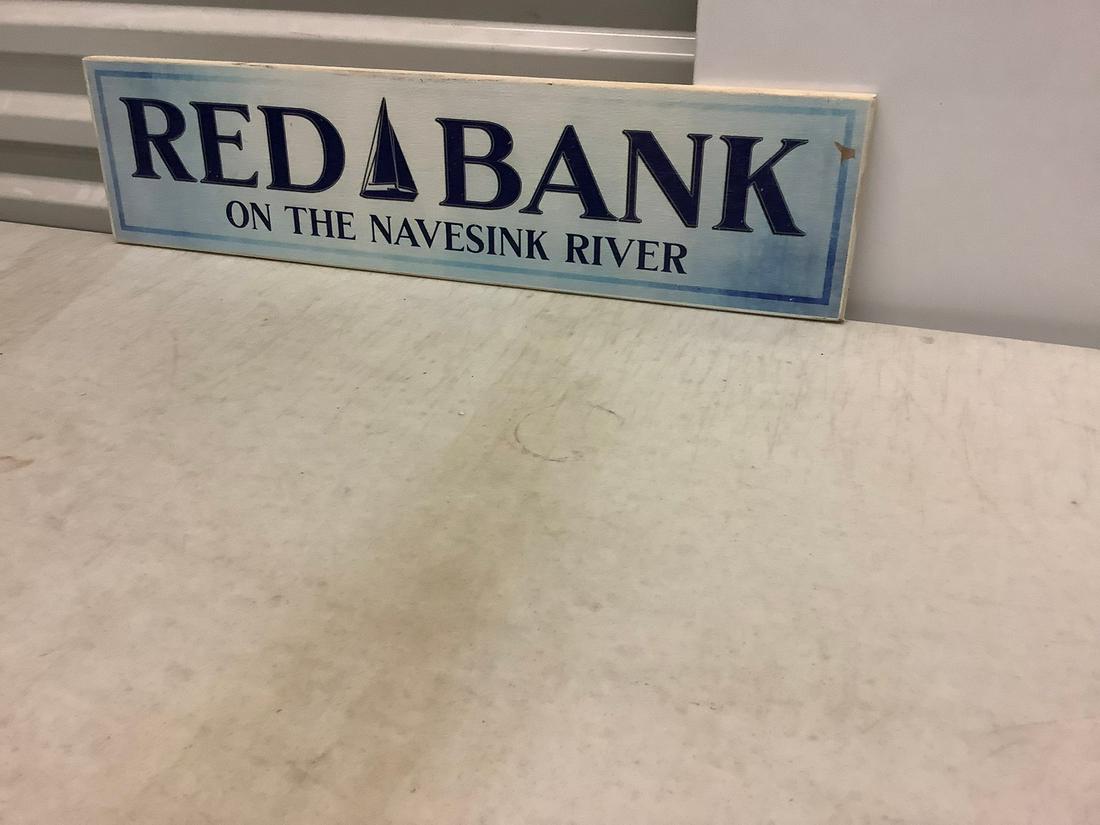 RED BANK
ON THE NAVESINK RIVER